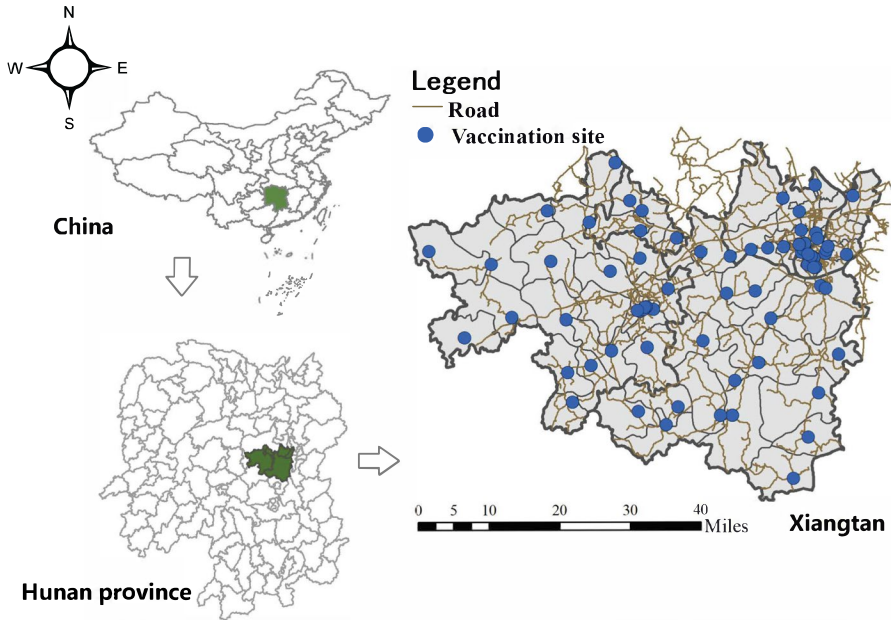 N
W E
S
China
Hunan province
Legend
Road
Vaccination site
0 5 10 20 30 40
Miles
Xiangtan